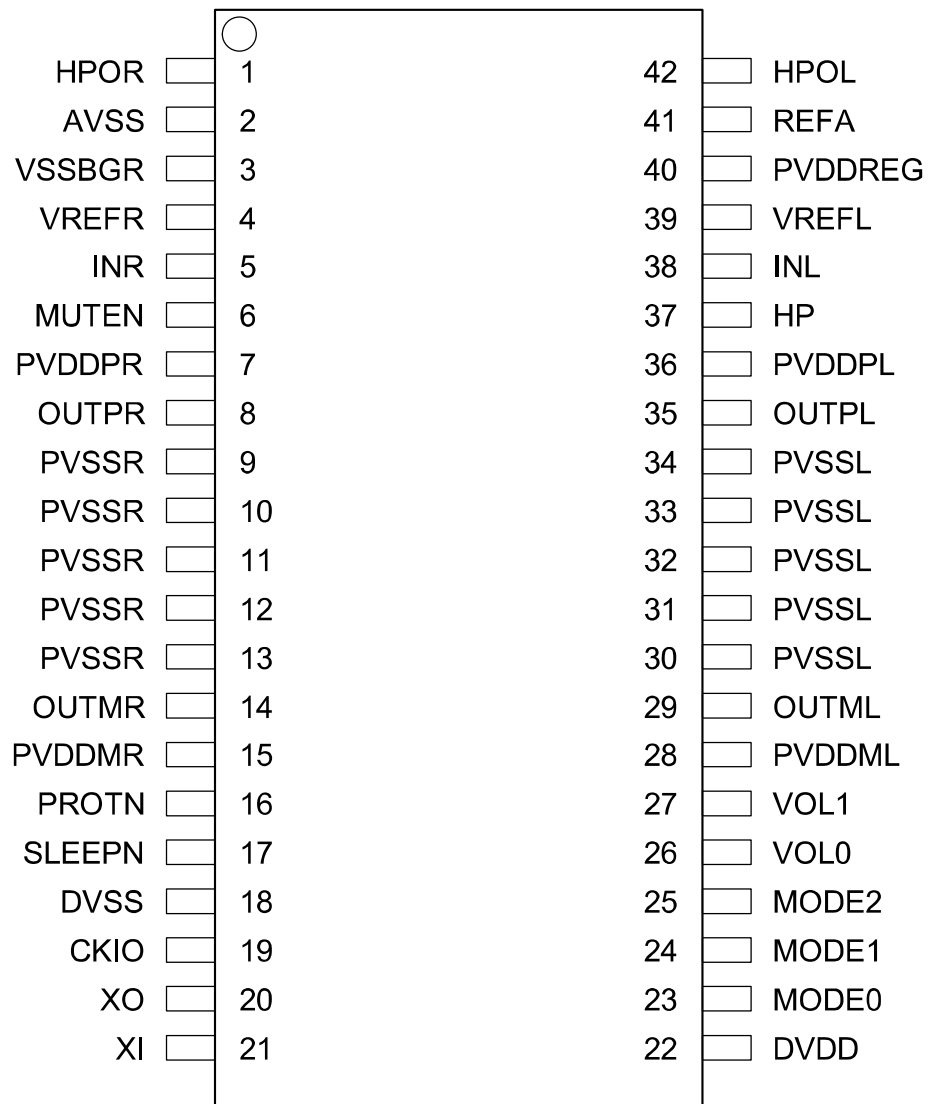 HPOR 1 42 HPOL
AVSS 2 41 REFA
VSSBGR 3 40 PVDDREG
VREFR 4 39 VREFL
INR 5 38 INL
MUTEN 6 37 HP
PVDDPR 7 36 PVDDPL
OUTPR 8 35 OUTPL
PVSSR 9 34 PVSSL
PVSSR 10 33 PVSSL
PVSSR 11 32 PVSSL
PVSSR 12 31 PVSSL
PVSSR 13 30 PVSSL
OUTMR 14 29 OUTML
PVDDMR 15 28 PVDDML
PROTN 16 27 VOL1
SLEEPN 17 26 VOL0
DVSS 18 25 MODE2
CKIO 19 24 MODE1
XO 20 23 MODE0
XI 21 22 DVDD